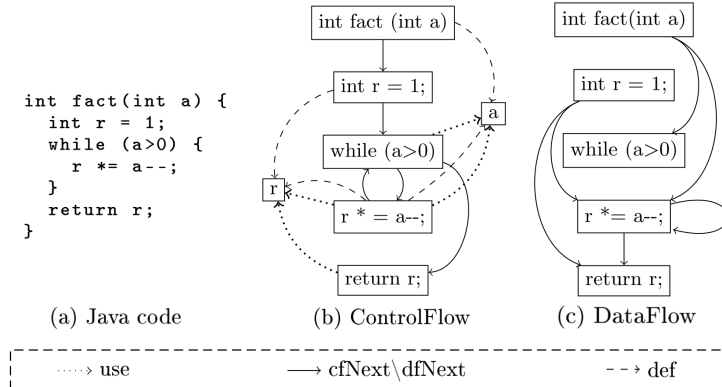 int fact(int a) {
int r = 1;
while (a>0) {
r *= a--;
}
return r;
}
(a) Java code
int fact (int a)
int r = 1;
a
while (a>0)
r
r * = a--;
return r;
(b) ControlFlow
int fact(int a)
int r = 1;
while (a>0)
r *= a--;
return r;
(c) DataFlow
use
cfNext\dfNext
def